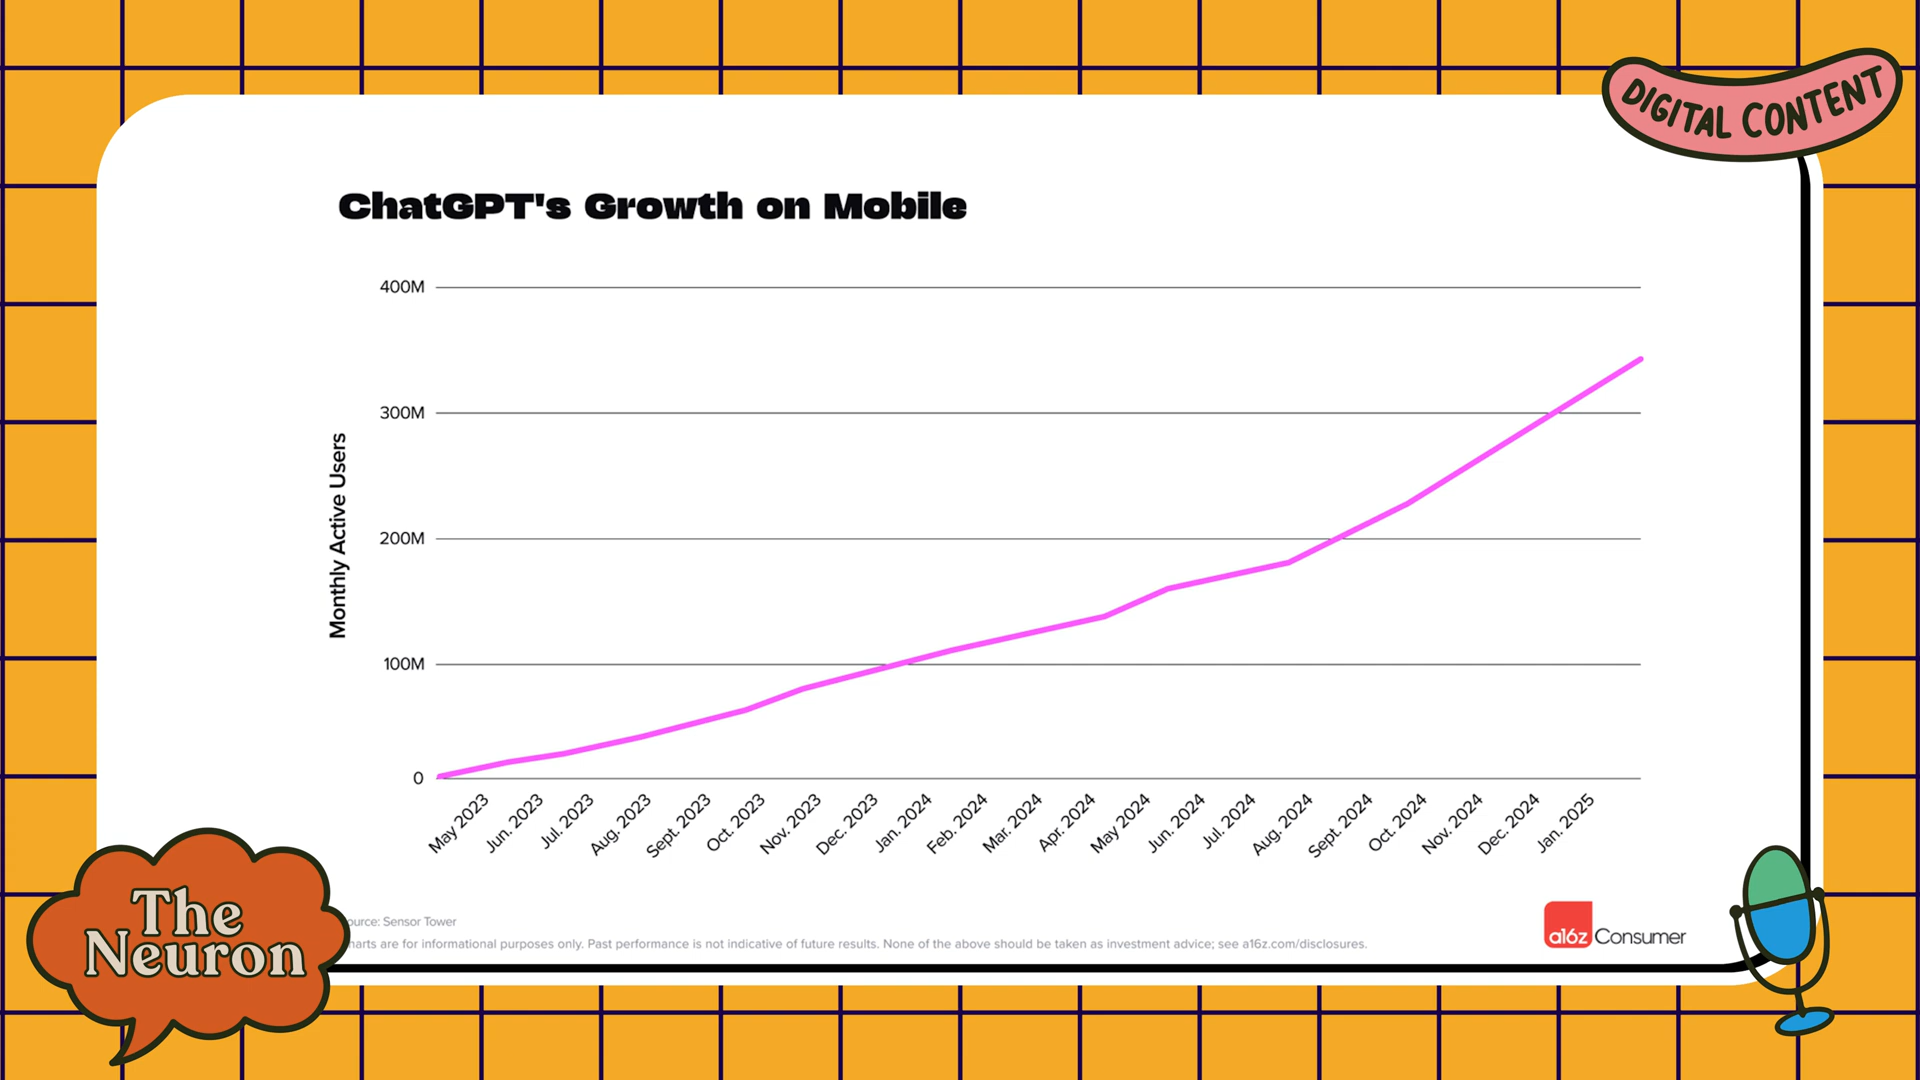 DIGITAL CONTENT
ChatGPT's Growth on Mobile
400M
300M
200M
100M
0
Monthly Active Users
May 2023
Jun. 2023
Jul. 2023
Aug. 2023
Sept. 2023
Oct. 2023
Nov. 2023
Dec. 2023
Jan. 2024
Feb. 2024
Mar. 2024
Apr. 2024
May 2024
Jun. 2024
Jul. 2024
Aug. 2024
Sept. 2024
Oct. 2024
Nov. 2024
Dec. 2024
Jan. 2025
The
Neuron
ource: Sensor Tower
harts are for informational purposes only. Past performance is not indicative of future results. None of the above should be taken as investment advice; see a16z.com/disclosures.
a16z Consumer